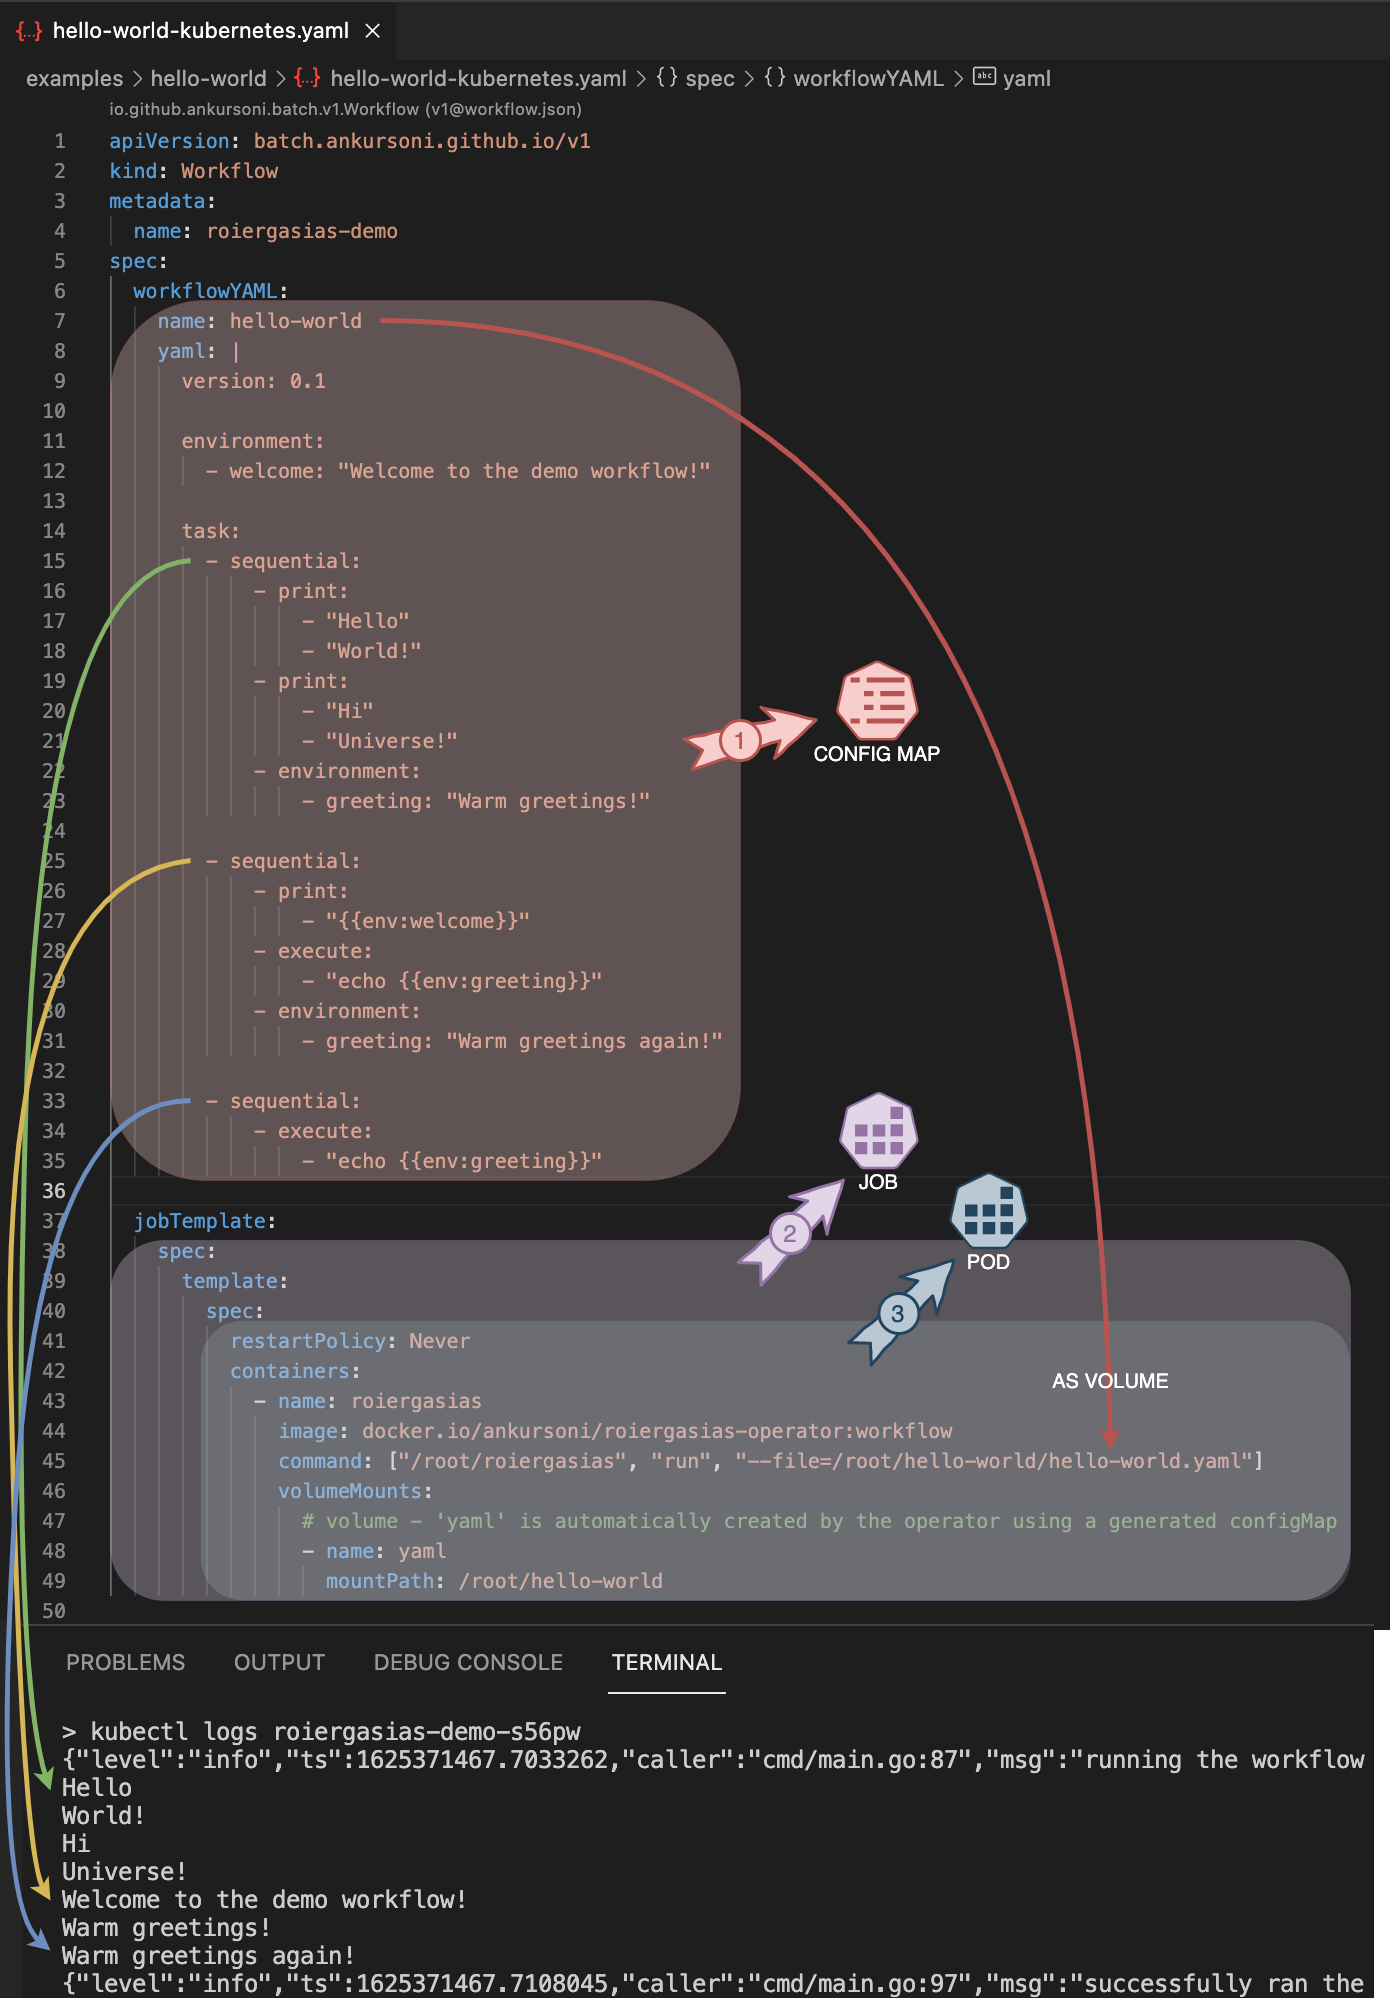 {..} hello-world-kubernetes.yaml ×
examples > hello-world > {..} hello-world-kubernetes.yaml > {} spec > {} workflowYAML > abc yaml
io.github.ankursoni.batch.v1.Workflow (v1@workflow.json)
1 apiVersion: batch.ankursoni.github.io/v1
2 kind: Workflow
3 metadata:
4   name: roiergasias-demo
5 spec:
6   workflowYAML:
7     name: hello-world
8     yaml: |
9       version: 0.1
10
11       environment:
12         - welcome: "Welcome to the demo workflow!"
13
14       task:
15         - sequential:
16             - print:
17                 - "Hello"
18                 - "World!"
19             - print:
20                 - "Hi"
21                 - "Universe!"
22             - environment:
23                 - greeting: "Warm greetings!"
24
25         - sequential:
26             - print:
27                 - "{{env:welcome}}"
28             - execute:
29                 - "echo {{env:greeting}}"
30             - environment:
31                 - greeting: "Warm greetings again!"
32
33         - sequential:
34             - execute:
35                 - "echo {{env:greeting}}"
36
37   jobTemplate:
38     spec:
39       template:
40         spec:
41           restartPolicy: Never
42           containers:
43             - name: roiergasias
44               image: docker.io/ankursoni/roiergasias-operator:workflow
45               command: ["/root/roiergasias", "run", "--file=/root/hello-world/hello-world.yaml"]
46               volumeMounts:
47                 # volume - 'yaml' is automatically created by the operator using a generated configMap
48                 - name: yaml
49                   mountPath: /root/hello-world
50
1
CONFIG MAP
2
JOB
3
POD
AS VOLUME
PROBLEMS OUTPUT DEBUG CONSOLE TERMINAL
> kubectl logs roiergasias-demo-s56pw
{"level":"info","ts":1625371467.7033262,"caller":"cmd/main.go:87","msg":"running the workflow
Hello
World!
Hi
Universe!
Welcome to the demo workflow!
Warm greetings!
Warm greetings again!
{"level":"info","ts":1625371467.7108045,"caller":"cmd/main.go:97","msg":"successfully ran the